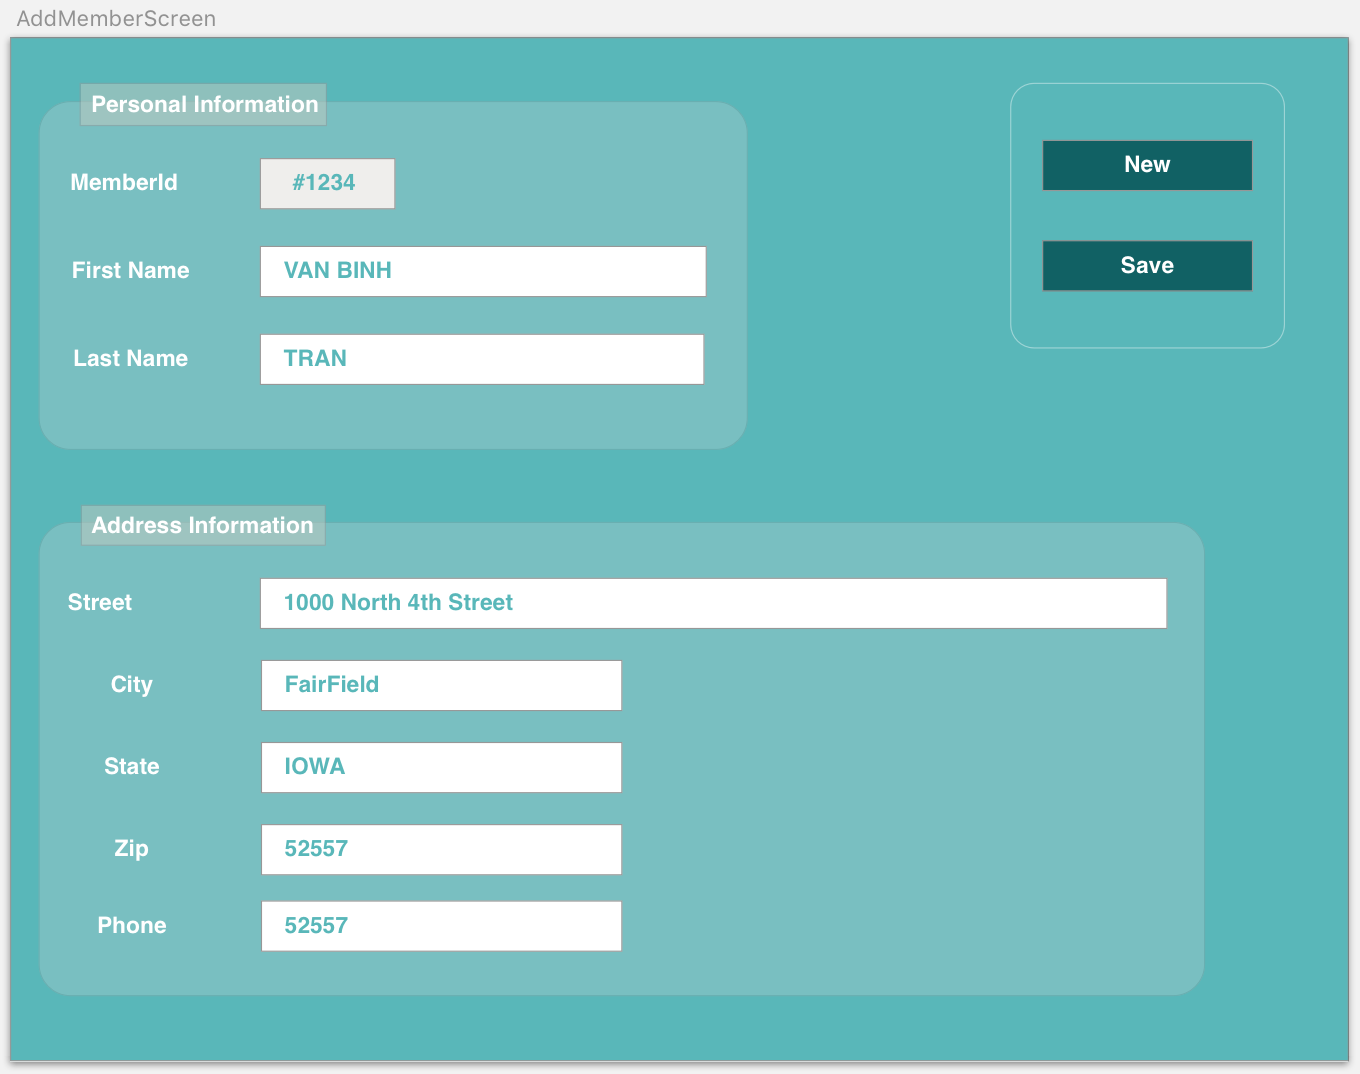 AddMemberScreen
Personal Information
MemberId
#1234
First Name
VAN BINH
Last Name
TRAN
New
Save
Address Information
Street
1000 North 4th Street
City
FairField
State
IOWA
Zip
52557
Phone
52557